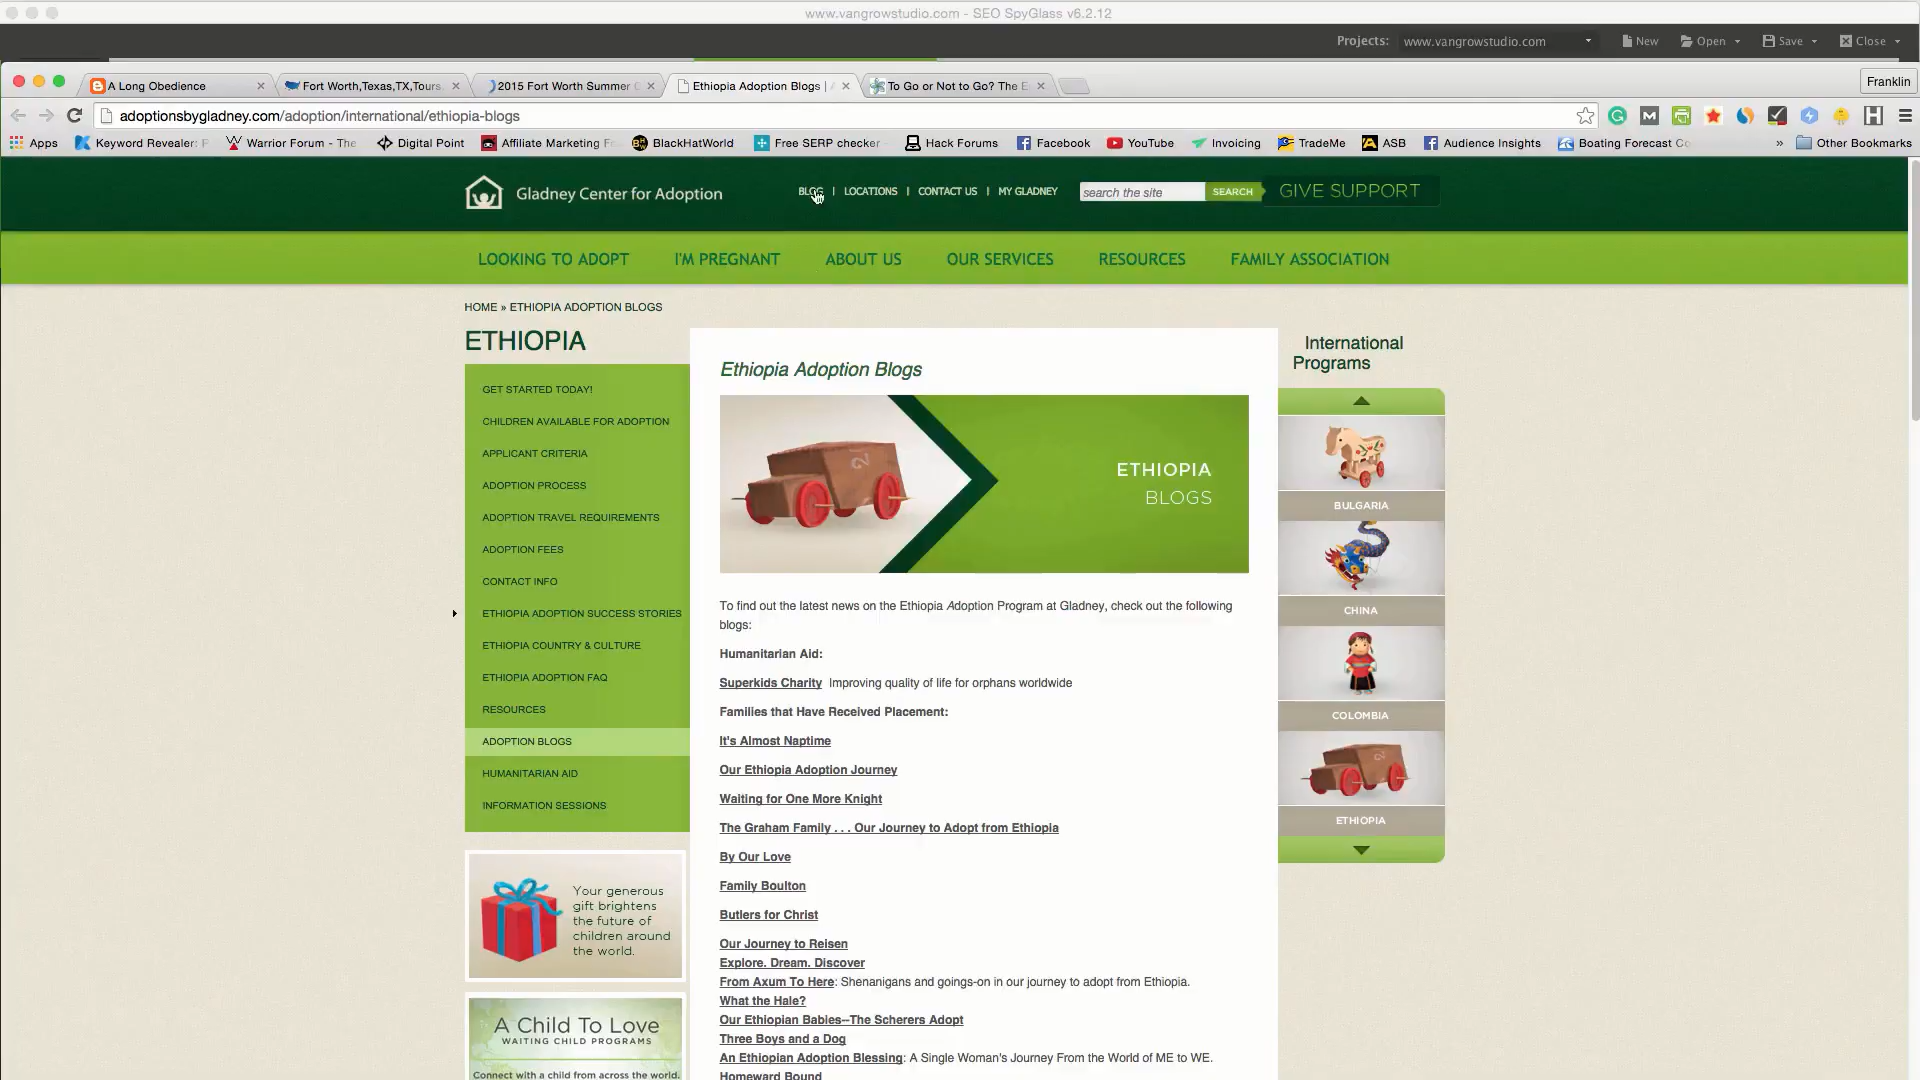 www.vangrowstudio.com - SEO SpyGlass v6.2.12
Projects: www.vangrowstudio.com New Open Save Close
A Long Obedience
Fort Worth,Texas,TX,Tours,
2015 Fort Worth Summer C
Ethiopia Adoption Blogs | A
To Go or Not to Go? The E
Franklin
adoptionsbygladney.com/adoption/international/ethiopia-blogs
Apps Keyword Revealer: F Warrior Forum - The Digital Point Affiliate Marketing Fo BlackHatWorld Free SERP checker Hack Forums Facebook YouTube Invoicing TradeMe ASB Audience Insights Boating Forecast Co » Other Bookmarks
Gladney Center for Adoption
BLOG | LOCATIONS | CONTACT US | MY GLADNEY
search the site SEARCH GIVE SUPPORT
LOOKING TO ADOPT I'M PREGNANT ABOUT US OUR SERVICES RESOURCES FAMILY ASSOCIATION
HOME » ETHIOPIA ADOPTION BLOGS
ETHIOPIA
GET STARTED TODAY!
CHILDREN AVAILABLE FOR ADOPTION
APPLICANT CRITERIA
ADOPTION PROCESS
ADOPTION TRAVEL REQUIREMENTS
ADOPTION FEES
CONTACT INFO
ETHIOPIA ADOPTION SUCCESS STORIES
ETHIOPIA COUNTRY & CULTURE
ETHIOPIA ADOPTION FAQ
RESOURCES
ADOPTION BLOGS
HUMANITARIAN AID
INFORMATION SESSIONS
Your generous
gift brightens
the future of
children around
the world.
A Child To Love
WAITING CHILD PROGRAMS
Connect with a child from across the world.
Ethiopia Adoption Blogs
ETHIOPIA
BLOGS
To find out the latest news on the Ethiopia Adoption Program at Gladney, check out the following
blogs:
Humanitarian Aid:
Superkids Charity Improving quality of life for orphans worldwide
Families that Have Received Placement:
It's Almost Naptime
Our Ethiopia Adoption Journey
Waiting for One More Knight
The Graham Family . . . Our Journey to Adopt from Ethiopia
By Our Love
Family Boulton
Butlers for Christ
Our Journey to Reisen
Explore. Dream. Discover
From Axum To Here: Shenanigans and goings-on in our journey to adopt from Ethiopia.
What the Hale?
Our Ethiopian Babies--The Scherers Adopt
Three Boys and a Dog
An Ethiopian Adoption Blessing: A Single Woman's Journey From the World of ME to WE.
Homeward Bound
International
Programs
BULGARIA
CHINA
COLOMBIA
ETHIOPIA